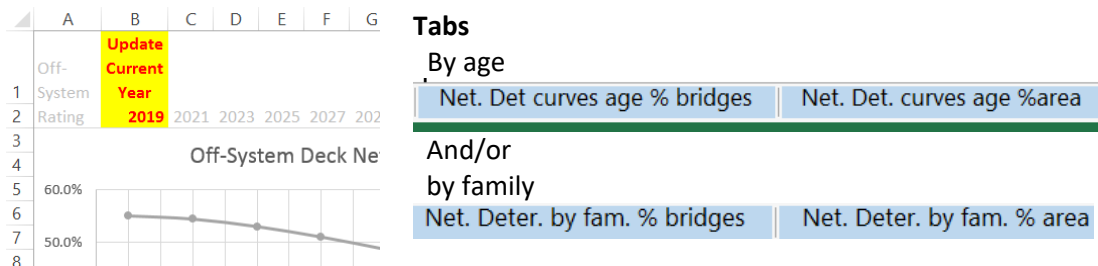 A B C D E F G
Update
Off- Current
1 System Year
2 Rating 2019 2021 2023 2025 2027
3
4 Off-System Deck
5 60.0%
6
7 50.0%
8
Tabs
By age
Net. Det curves age % bridges Net. Det. curves age %area
And/or
by family
Net. Deter. by fam. % bridges Net. Deter. by fam. % area